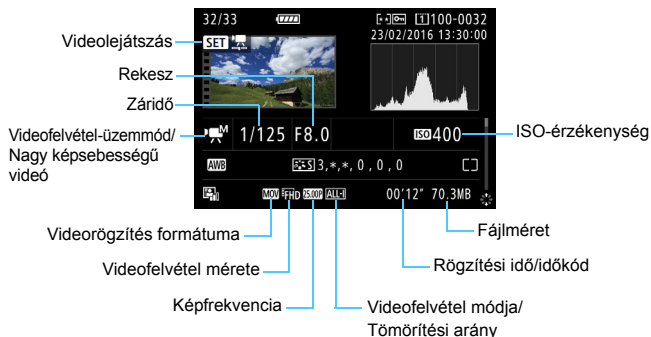 32/33 1 100-0032
23/02/2016 13:30:00
Videolejátszás
SET
Rekesz
Záridő
Videofelvétel-üzemmód/
Nagy képsebességű
videó
M 1/125 F8.0 ISO 400
ISO-érzékenység
AWB S 3,*,*,0,0,0
MOV FHD 25.00P ALL-I 00'12" 70.3MB
Videorögzítés formátuma
Fájlméret
Videofelvétel mérete
Rögzítési idő/időkód
Képfrekvencia
Videofelvétel módja/
Tömörítési arány